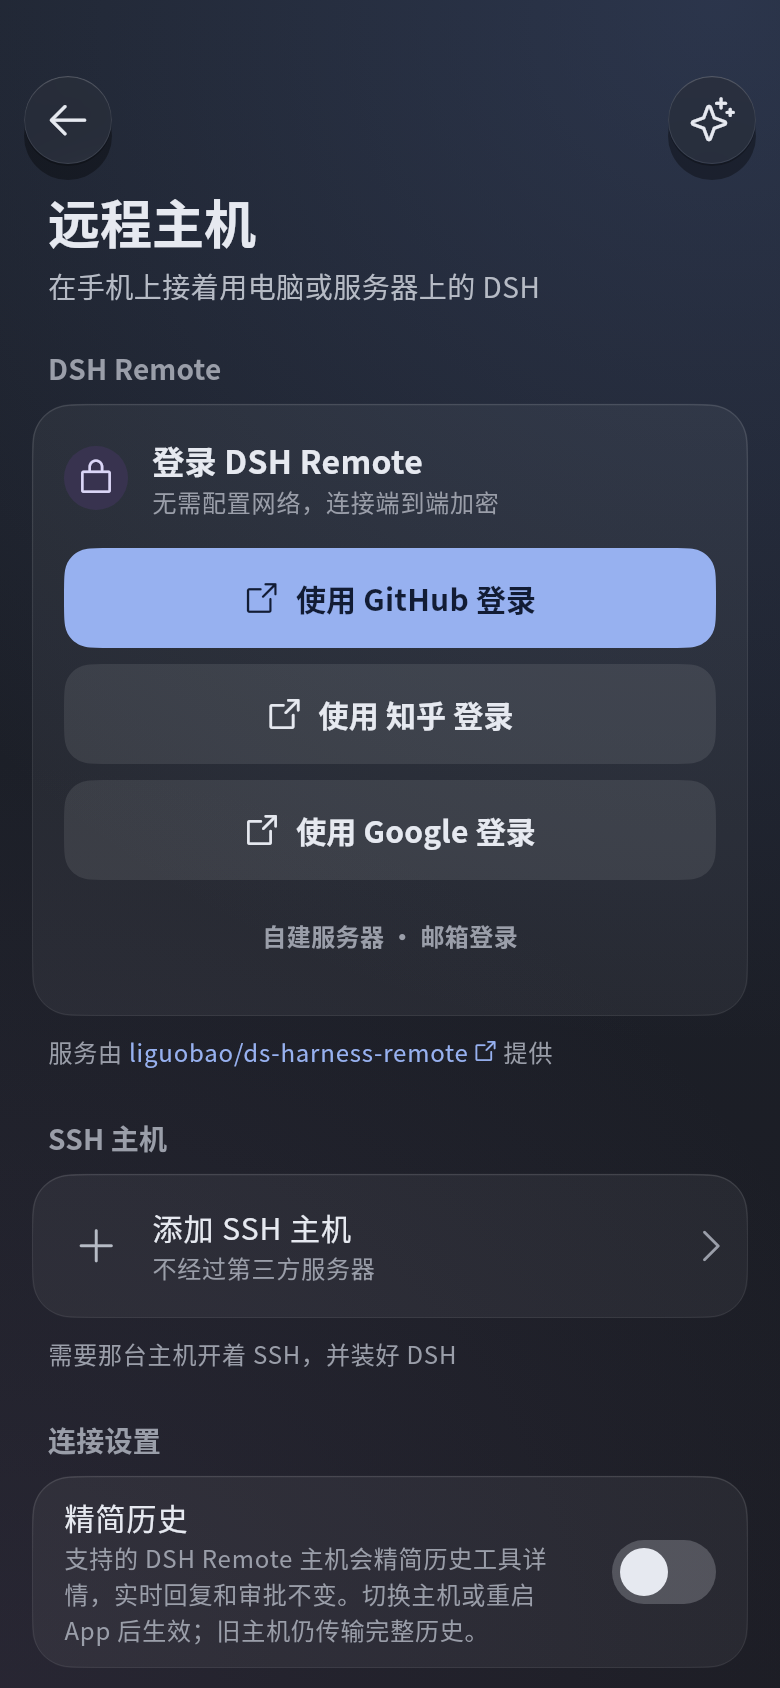 远程主机
在手机上接着用电脑或服务器上的 DSH
DSH Remote
登录 DSH Remote
无需配置网络，连接端到端加密
使用 GitHub 登录
使用 知乎 登录
使用 Google 登录
自建服务器 · 邮箱登录
服务由 liguobao/ds-harness-remote 提供
SSH 主机
添加 SSH 主机
不经过第三方服务器
需要那台主机开着 SSH，并装好 DSH
连接设置
精简历史
支持的 DSH Remote 主机会精简历史工具详
情，实时回复和审批不变。切换主机或重启
App 后生效；旧主机仍传输完整历史。